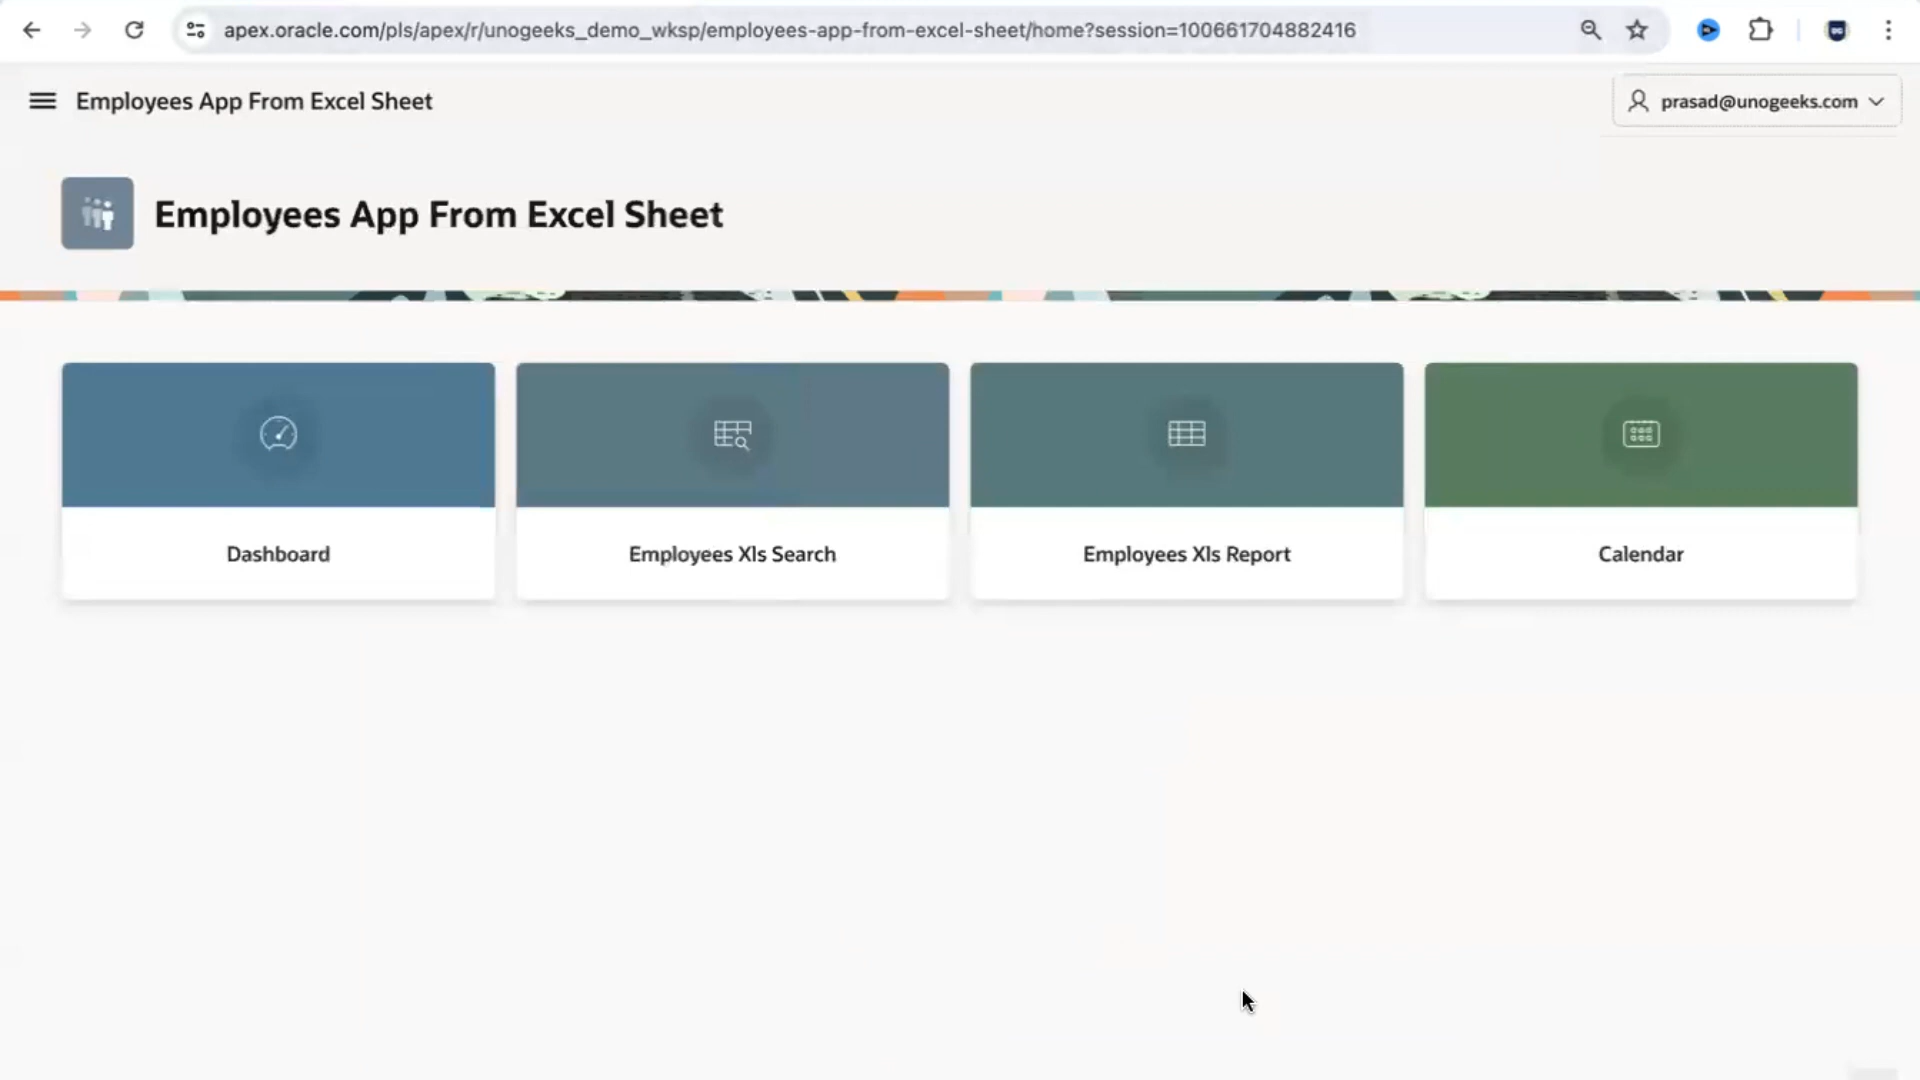 apex.oracle.com/pls/apex/r/unogeeks_demo_wksp/employees-app-from-excel-sheet/home?session=100661704882416
Employees App From Excel Sheet
prasad@unogeeks.com
Employees App From Excel Sheet
Dashboard
Employees Xls Search
Employees Xls Report
Calendar